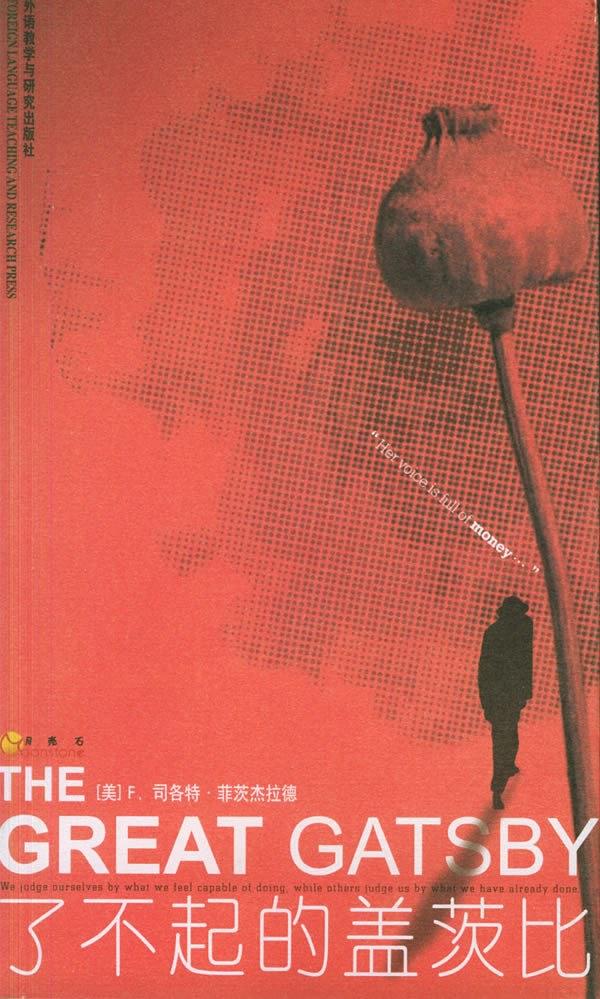 外语教学与研究出版社
FOREIGN LANGUAGE TEACHING AND RESEARCH PRESS
“Her voice is full of money… ”
月亮石
THE
[美] F. 司各特·菲茨杰拉德
GREAT GATSBY
We judge ourselves by what we feel capable of doing, while others judge us by what we have already done.
了不起的盖茨比